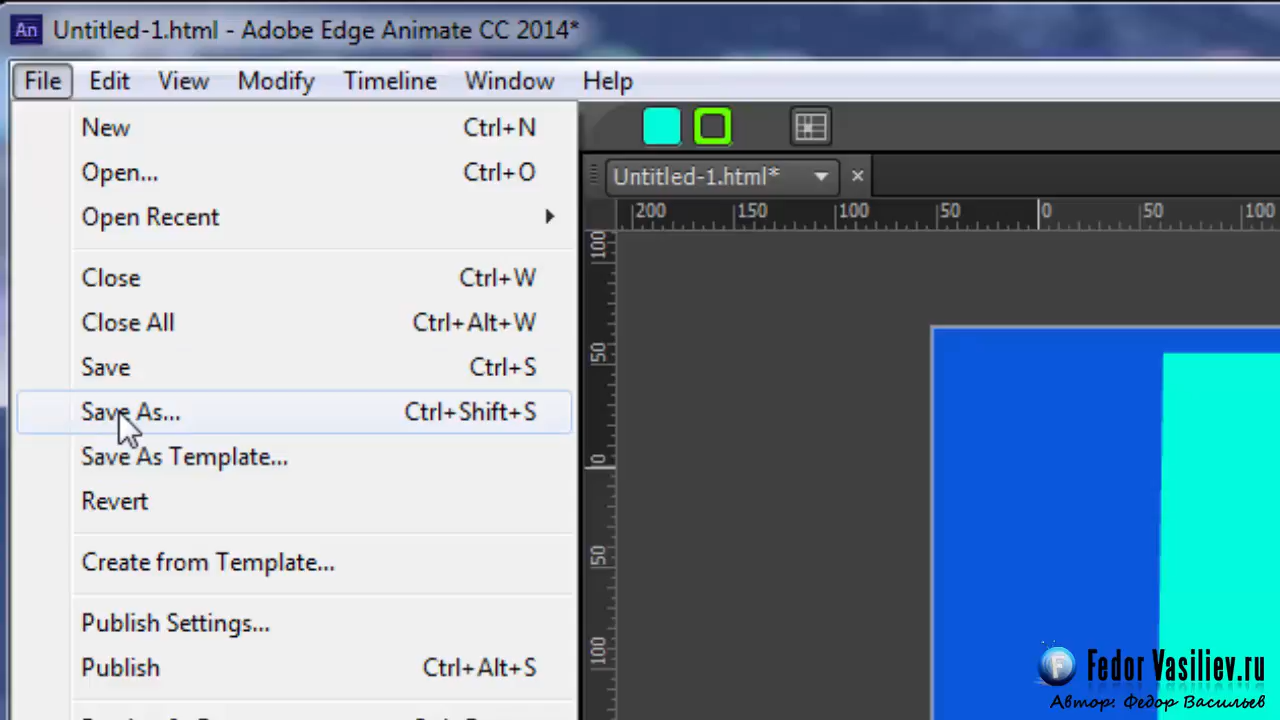 An Untitled-1.html - Adobe Edge Animate CC 2014*
File Edit View Modify Timeline Window Help
New Ctrl+N
Open... Ctrl+O
Open Recent
Close Ctrl+W
Close All Ctrl+Alt+W
Save Ctrl+S
Save As... Ctrl+Shift+S
Save As Template...
Revert
Create from Template...
Publish Settings...
Publish Ctrl+Alt+S
Untitled-1.html*
200 150 100 50 0 50 100
100
50
0
50
100
Fedor Vasiliev.ru
Автор: Федор Васильев